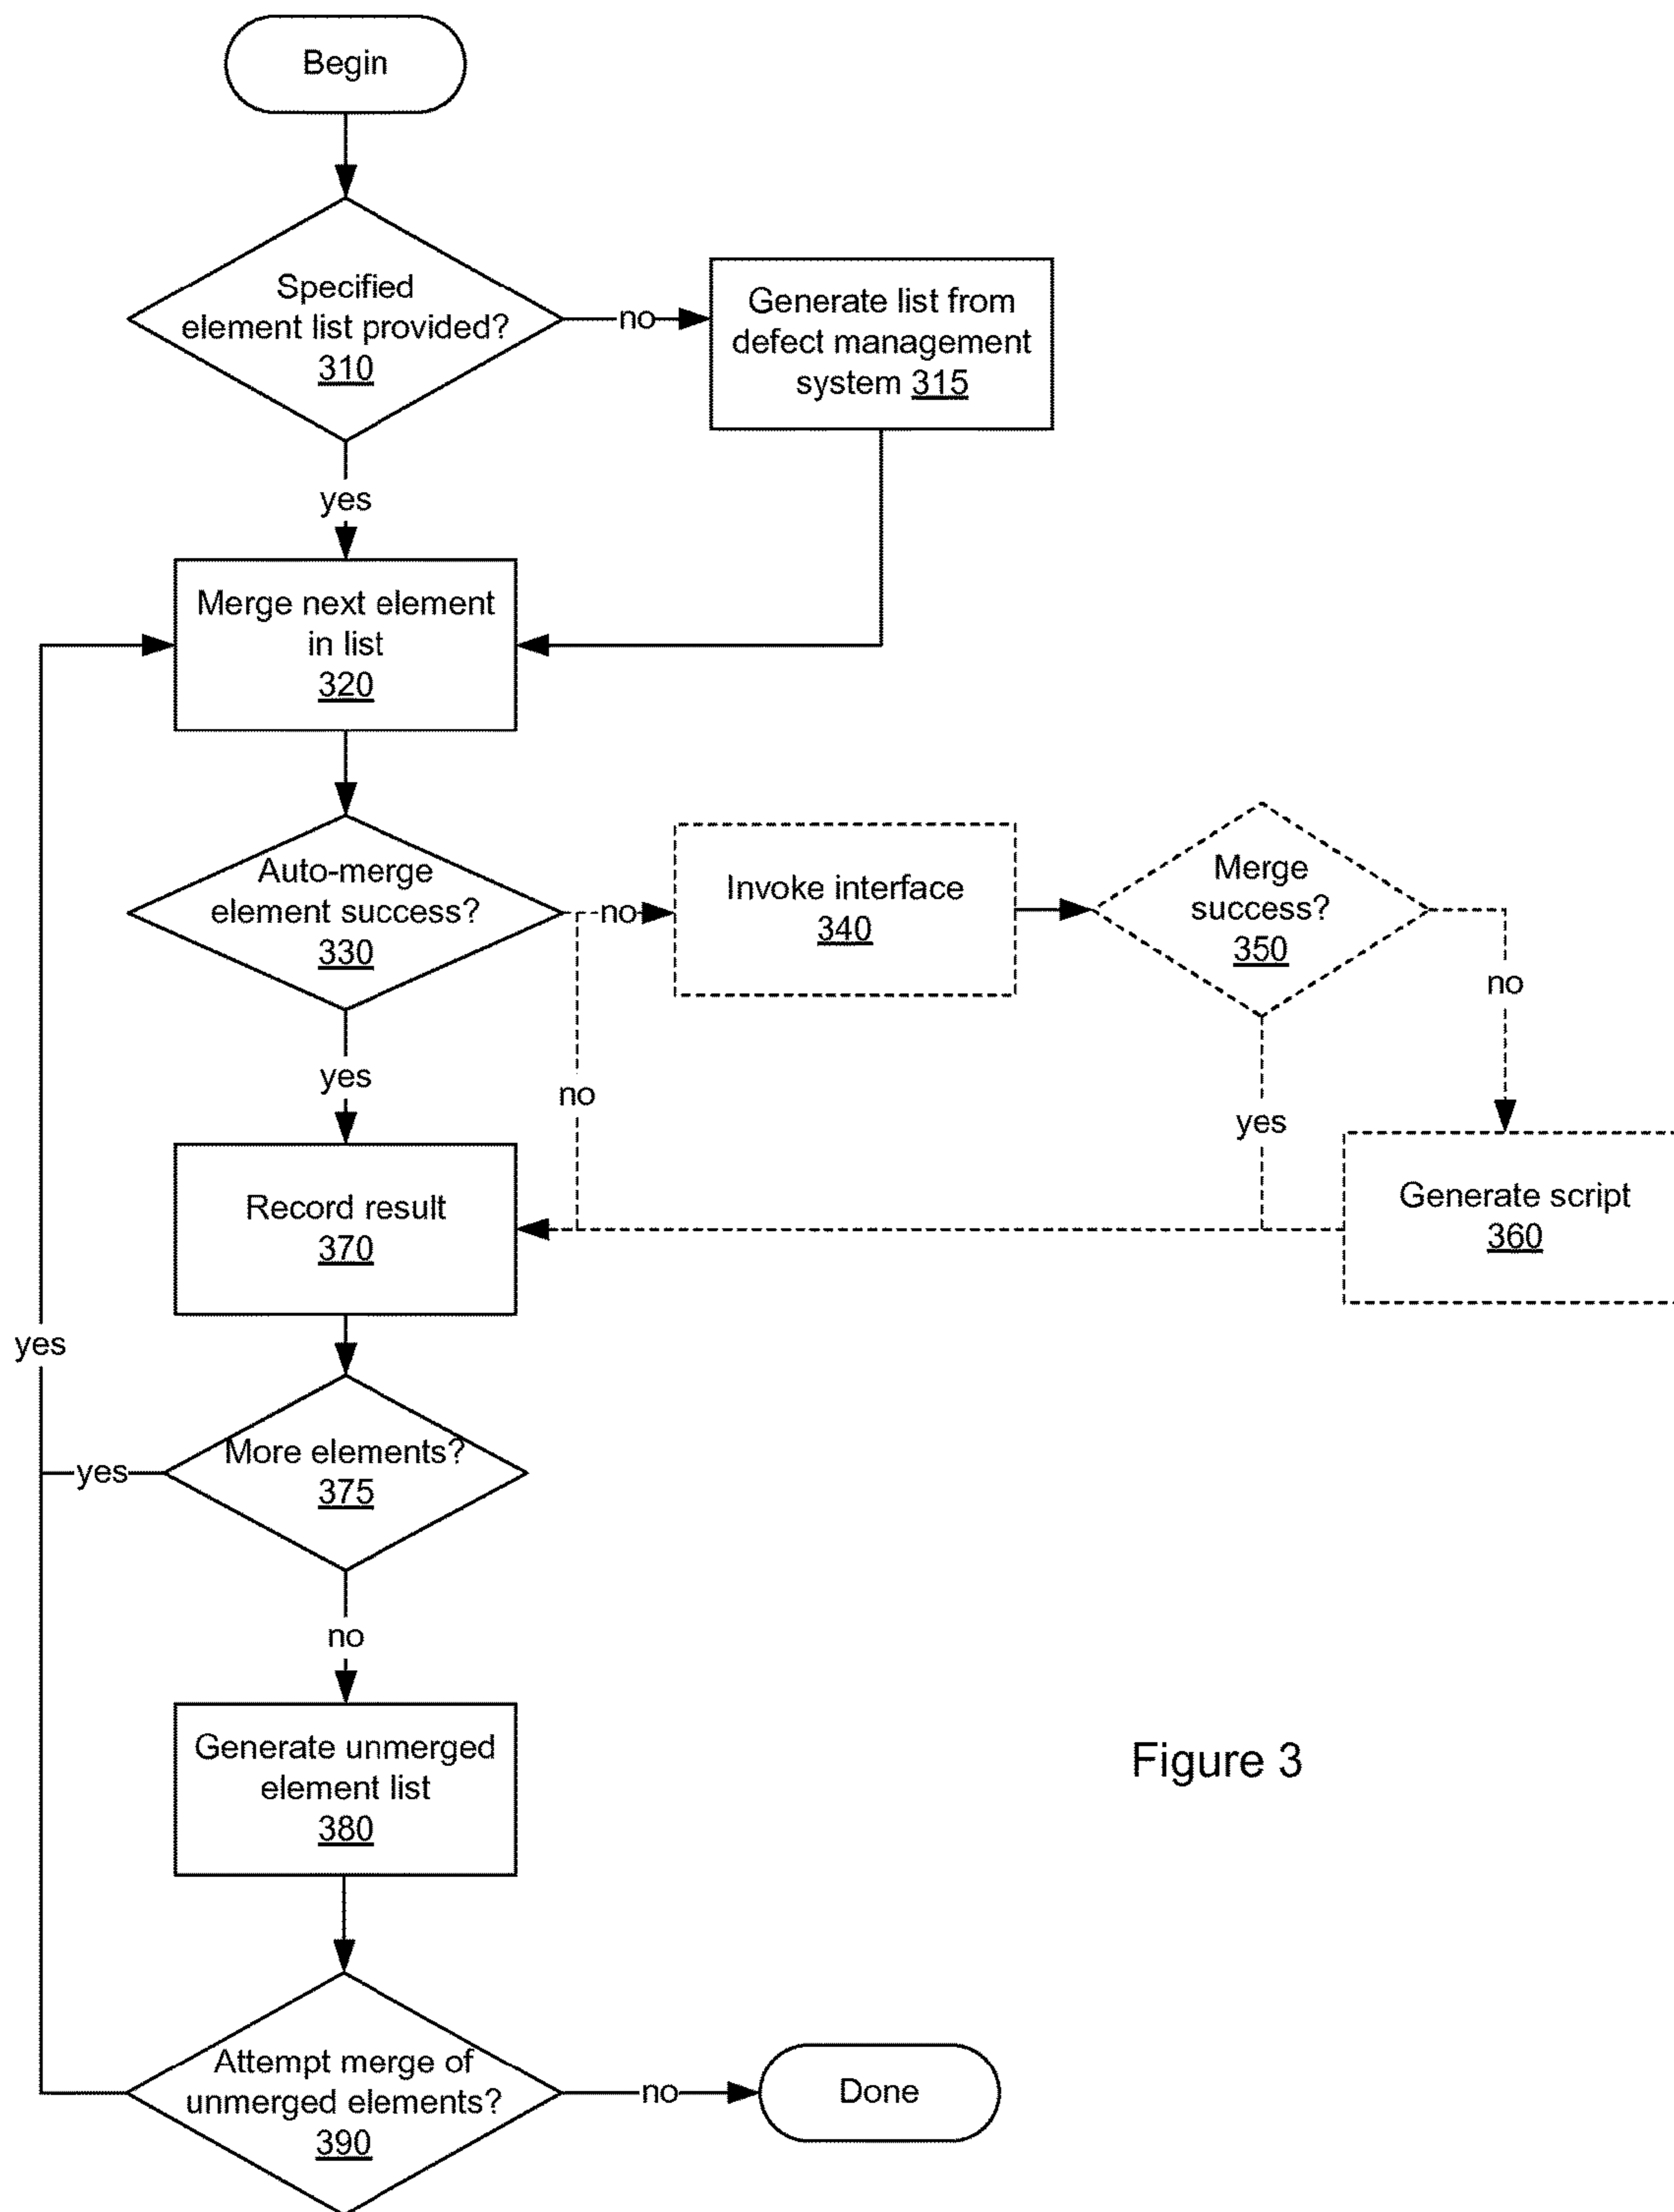 Begin
Specified
element list provided?
310
no
Generate list from
defect management
system 315
yes
Merge next element
in list
320
Auto-merge
element success?
330
no
Invoke interface
340
Merge
success?
350
no
yes
no
yes
Generate script
360
Record result
370
yes
More elements?
375
yes
no
Generate unmerged
element list
380
Figure 3
Attempt merge of
unmerged elements?
390
no
Done